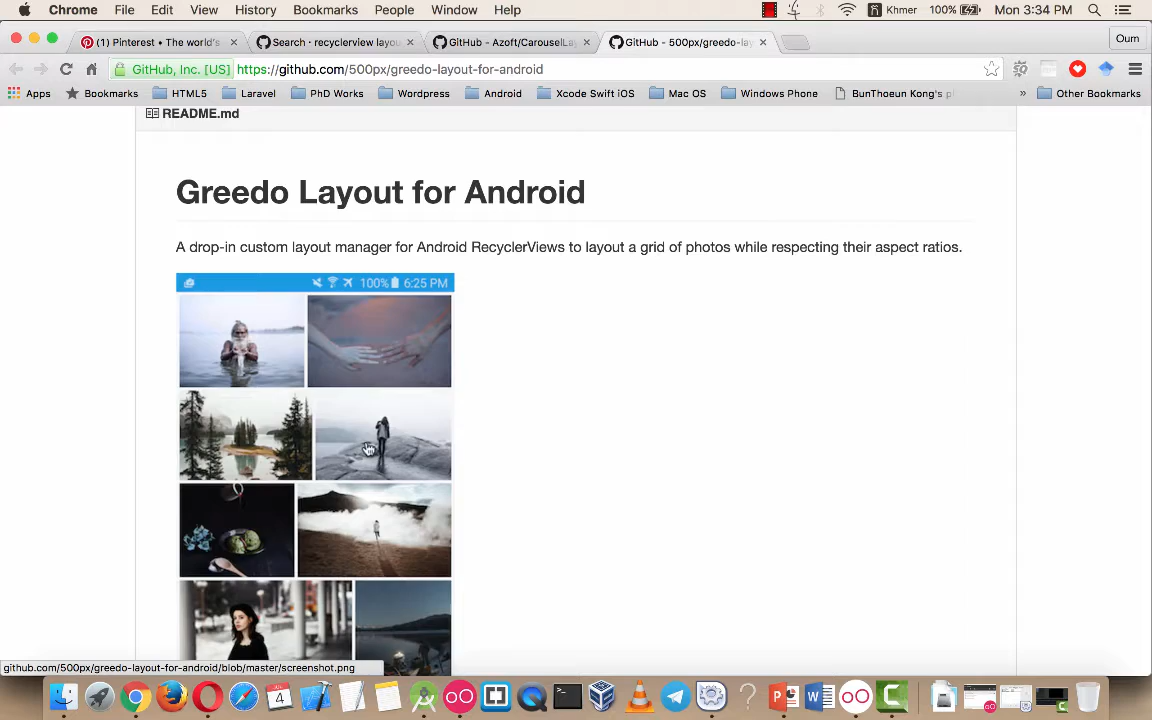 Chrome File Edit View History Bookmarks People Window Help Khmer 100% Mon 3:34 PM
(1) Pinterest • The world's Search · recyclerview layou GitHub - Azoft/CarouselLay GitHub - 500px/greedo-lay Oum
GitHub, Inc. [US] https://github.com/500px/greedo-layout-for-android
Apps Bookmarks HTML5 Laravel PhD Works Wordpress Android Xcode Swift iOS Mac OS Windows Phone BunThoeun Kong's p » Other Bookmarks
README.md
Greedo Layout for Android
A drop-in custom layout manager for Android RecyclerViews to layout a grid of photos while respecting their aspect ratios.
100% 6:25 PM
github.com/500px/greedo-layout-for-android/blob/master/screenshot.png